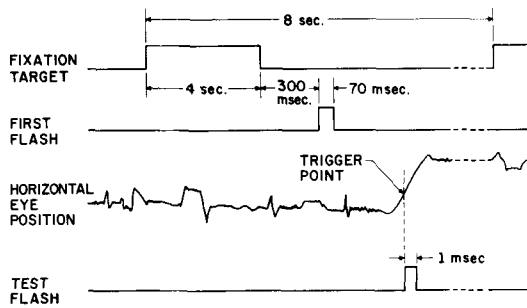 8 sec.
FIXATION
TARGET
4 sec.
300
msec.
70 msec.
FIRST
FLASH
TRIGGER
POINT
HORIZONTAL
EYE
POSITION
1 msec
TEST
FLASH